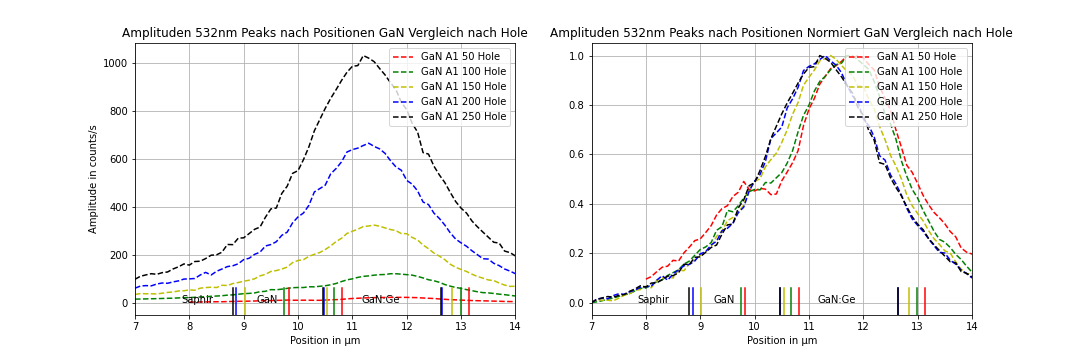 Amplituden 532nm Peaks nach Positionen GaN Vergleich nach Hole
GaN A1 50 Hole
GaN A1 100 Hole
GaN A1 150 Hole
GaN A1 200 Hole
GaN A1 250 Hole
Amplitude in counts/s
1000
800
600
400
200
0
Saphir
GaN
GaN:Ge
7 8 9 10 11 12 13 14
Position in µm
Amplituden 532nm Peaks nach Positionen Normiert GaN Vergleich nach Hole
GaN A1 50 Hole
GaN A1 100 Hole
GaN A1 150 Hole
GaN A1 200 Hole
GaN A1 250 Hole
1.0
0.8
0.6
0.4
0.2
0.0
Saphir
GaN
GaN:Ge
7 8 9 10 11 12 13 14
Position in µm